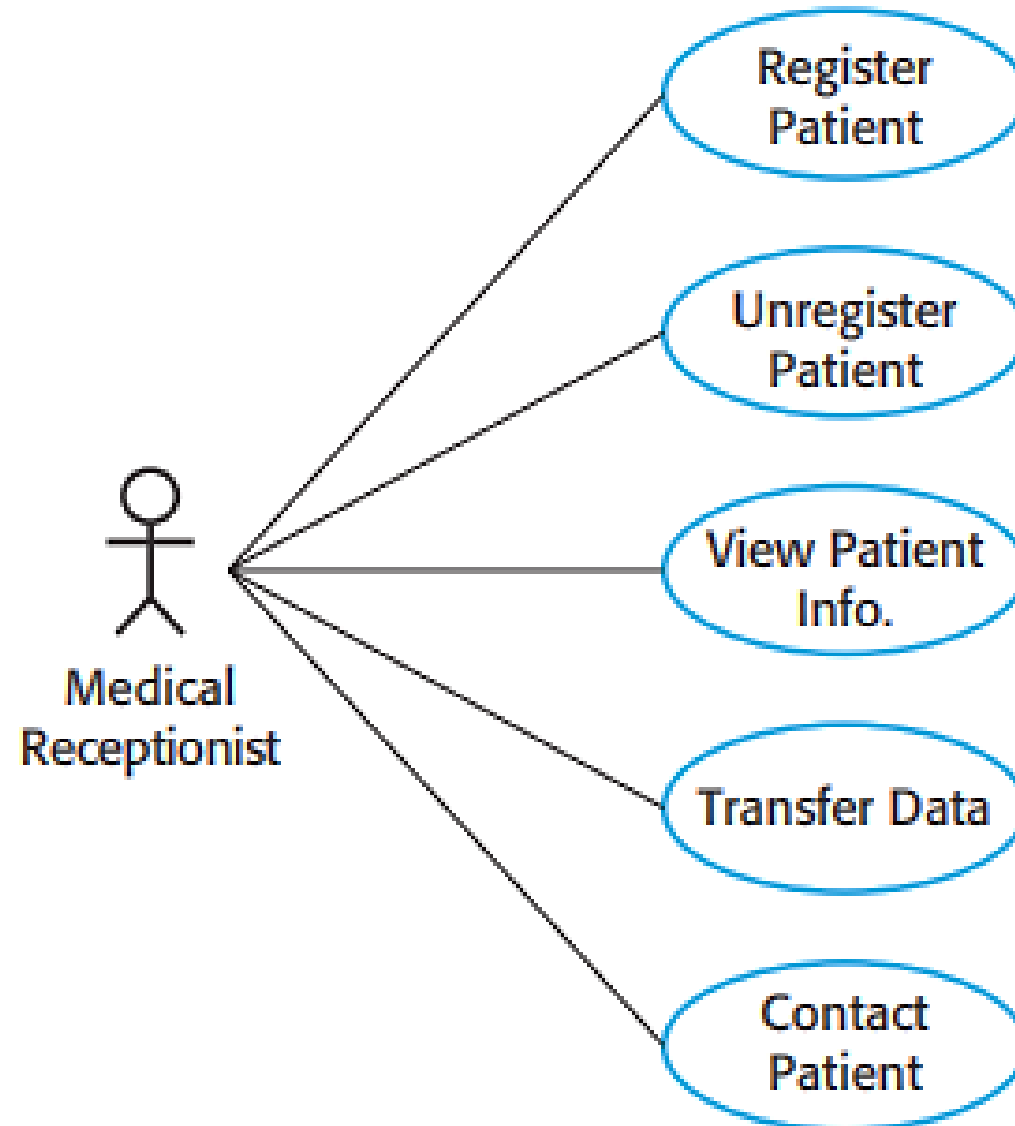 Register
Patient
Unregister
Patient
View Patient
Info.
Medical
Receptionist
Transfer Data
Contact
Patient